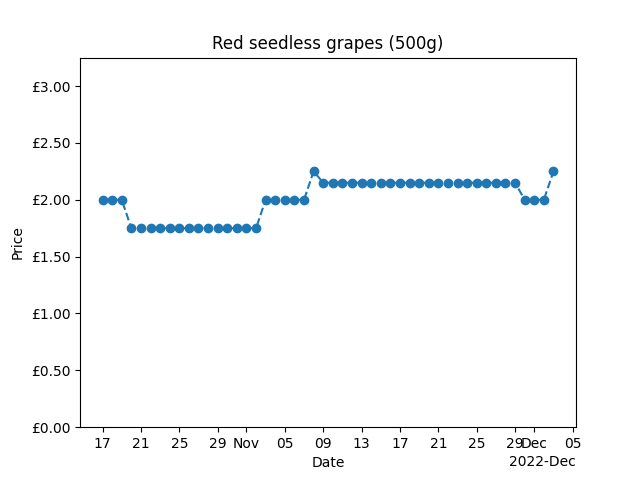 Red seedless grapes (500g)
£3.00
£2.50
£2.00
£1.50
£1.00
£0.50
£0.00
Price
17 21 25 29 Nov 05 09 13 17 21 25 29 Dec 05
Date
2022-Dec